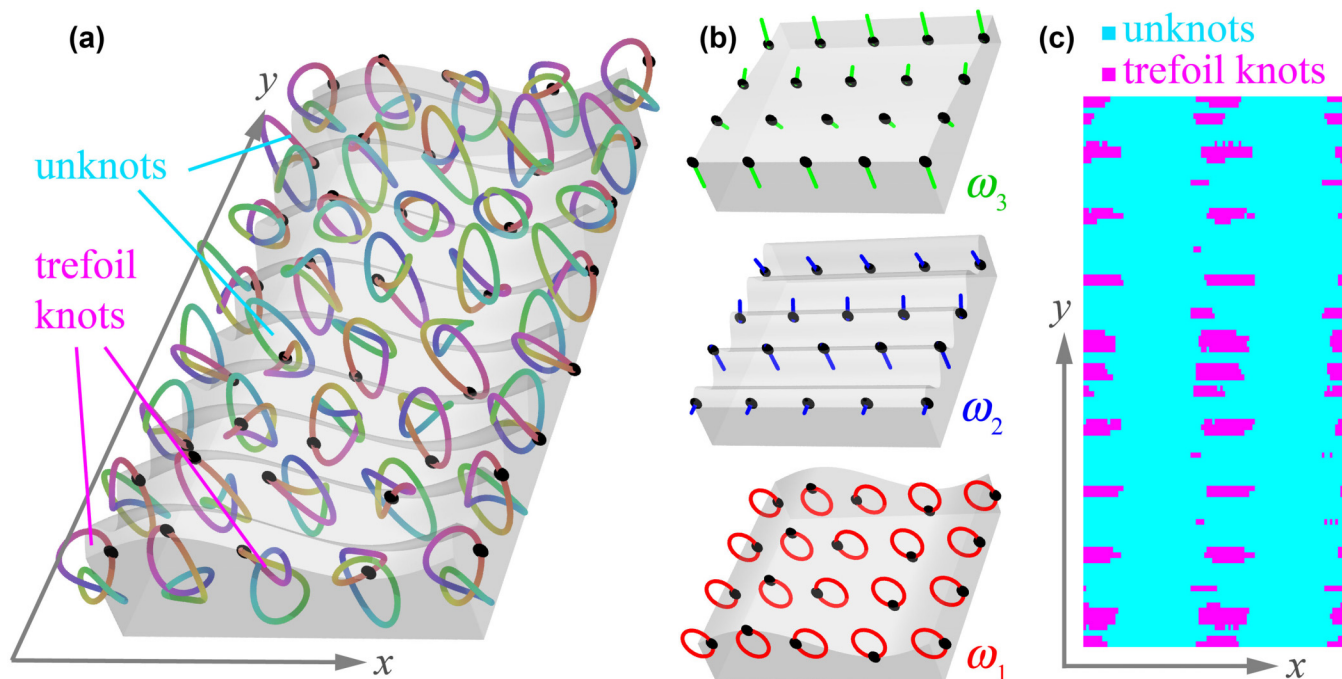 (a)
y
unknots
trefoil
knots
x
(b)
ω3
ω2
ω1
(c)
unknots
trefoil knots
y
x